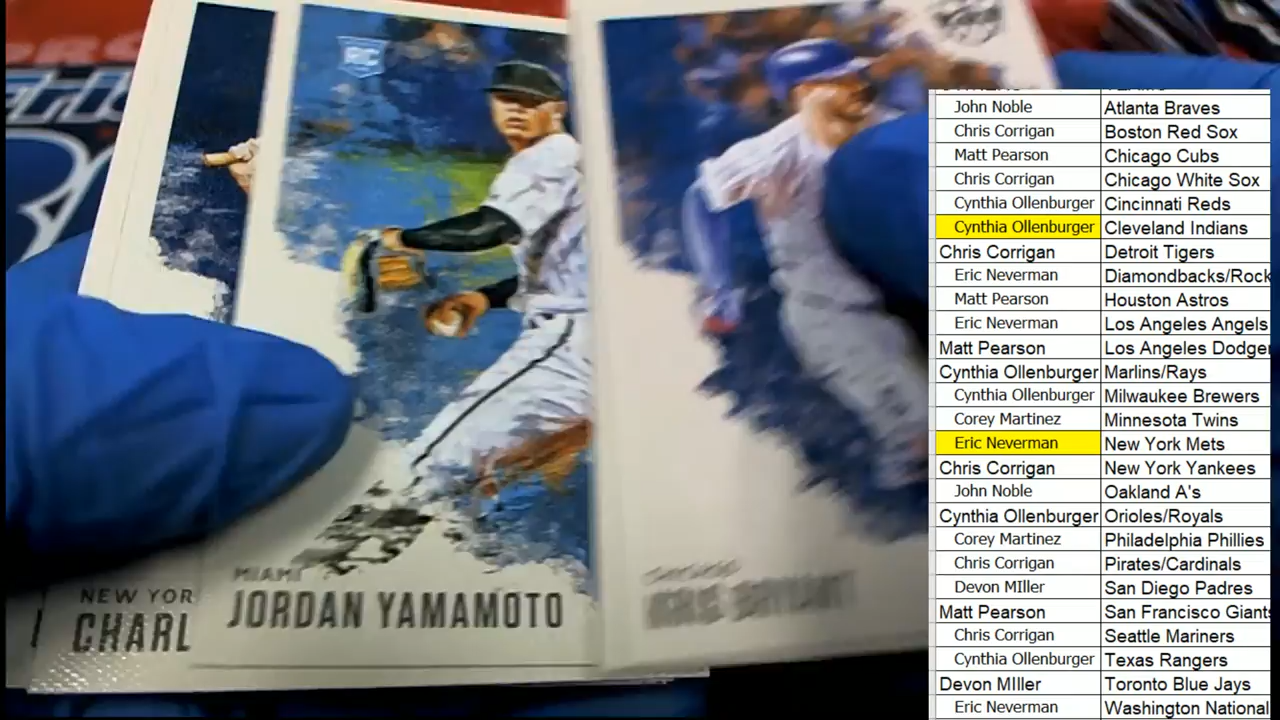 RC
MIAMI
JORDAN YAMAMOTO
NEW YOR
CHARL
CHICAGO
KRIS BRYANT
John Noble Atlanta Braves
Chris Corrigan Boston Red Sox
Matt Pearson Chicago Cubs
Chris Corrigan Chicago White Sox
Cynthia Ollenburger Cincinnati Reds
Cynthia Ollenburger Cleveland Indians
Chris Corrigan Detroit Tigers
Eric Neverman Diamondbacks/Rock
Matt Pearson Houston Astros
Eric Neverman Los Angeles Angels
Matt Pearson Los Angeles Dodge
Cynthia Ollenburger Marlins/Rays
Cynthia Ollenburger Milwaukee Brewers
Corey Martinez Minnesota Twins
Eric Neverman New York Mets
Chris Corrigan New York Yankees
John Noble Oakland A's
Cynthia Ollenburger Orioles/Royals
Corey Martinez Philadelphia Phillies
Chris Corrigan Pirates/Cardinals
Devon MIller San Diego Padres
Matt Pearson San Francisco Giants
Chris Corrigan Seattle Mariners
Cynthia Ollenburger Texas Rangers
Devon MIller Toronto Blue Jays
Eric Neverman Washington National